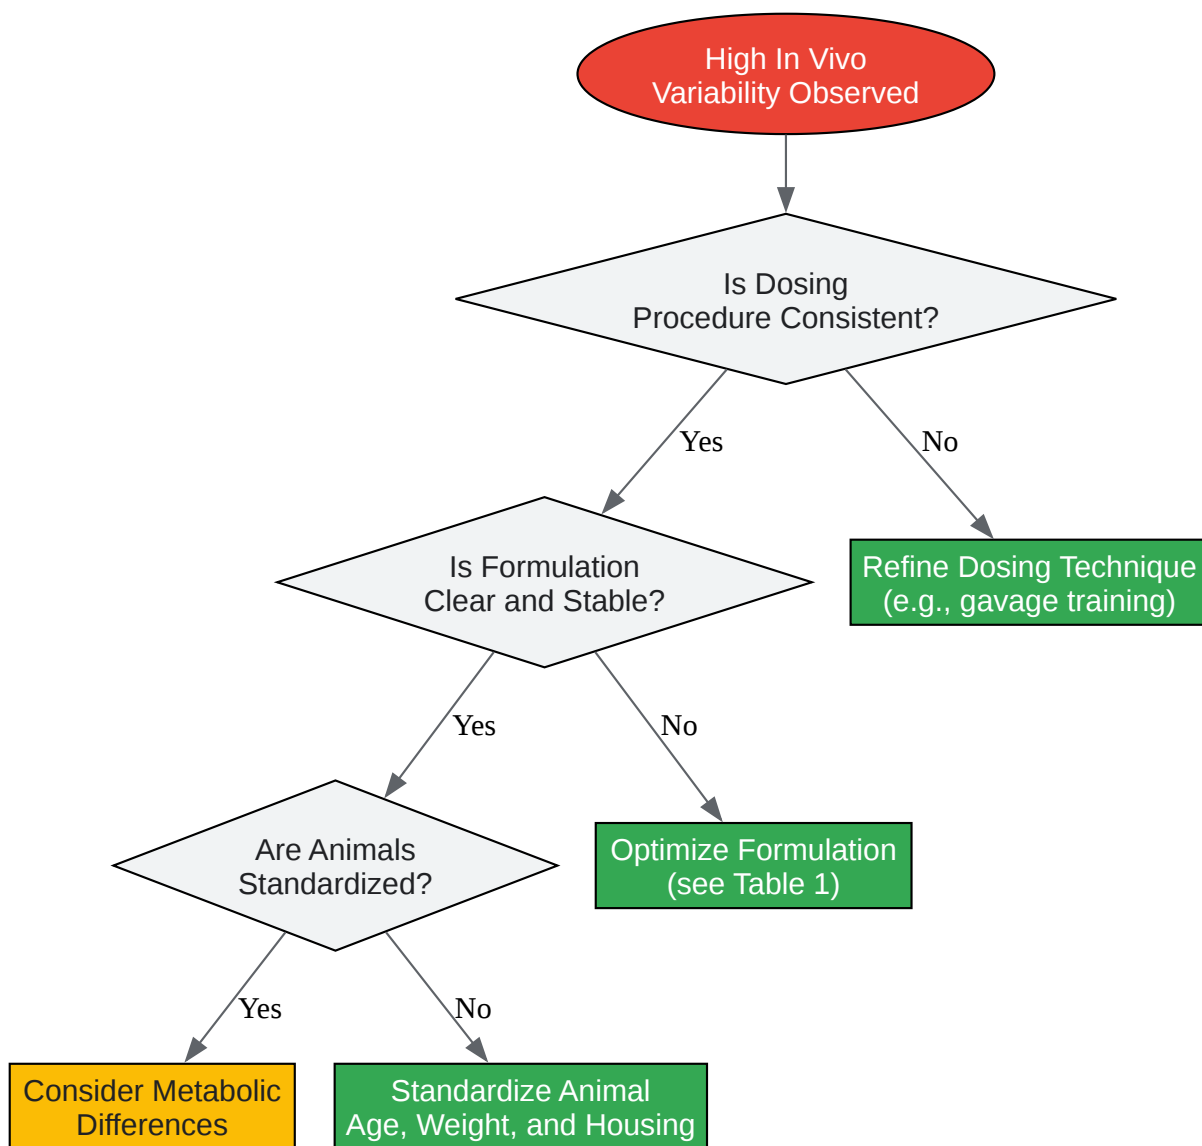 High In Vivo
Variability Observed
Is Dosing
Procedure Consistent?
Yes
No
Is Formulation
Clear and Stable?
Refine Dosing Technique
(e.g., gavage training)
Yes
No
Are Animals
Standardized?
Optimize Formulation
(see Table 1)
Yes
No
Consider Metabolic
Differences
Standardize Animal
Age, Weight, and Housing